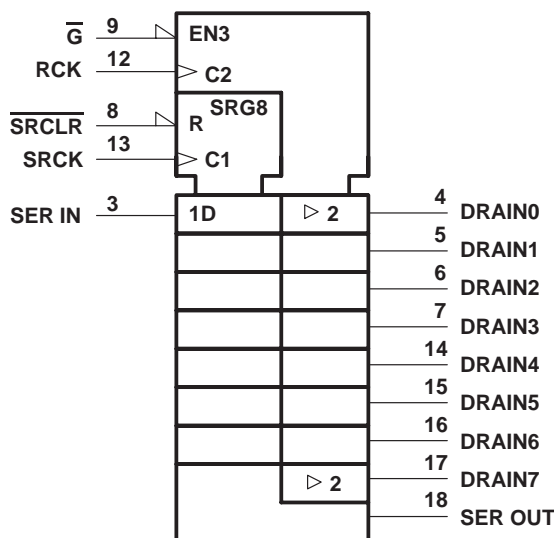 G 9 EN3
RCK 12 C2
SRG8
SRCLR 8 R
SRCK 13 C1
SER IN 3 1D 2 4 DRAIN0
5 DRAIN1
6 DRAIN2
7 DRAIN3
14 DRAIN4
15 DRAIN5
16 DRAIN6
2 17 DRAIN7
18 SER OUT